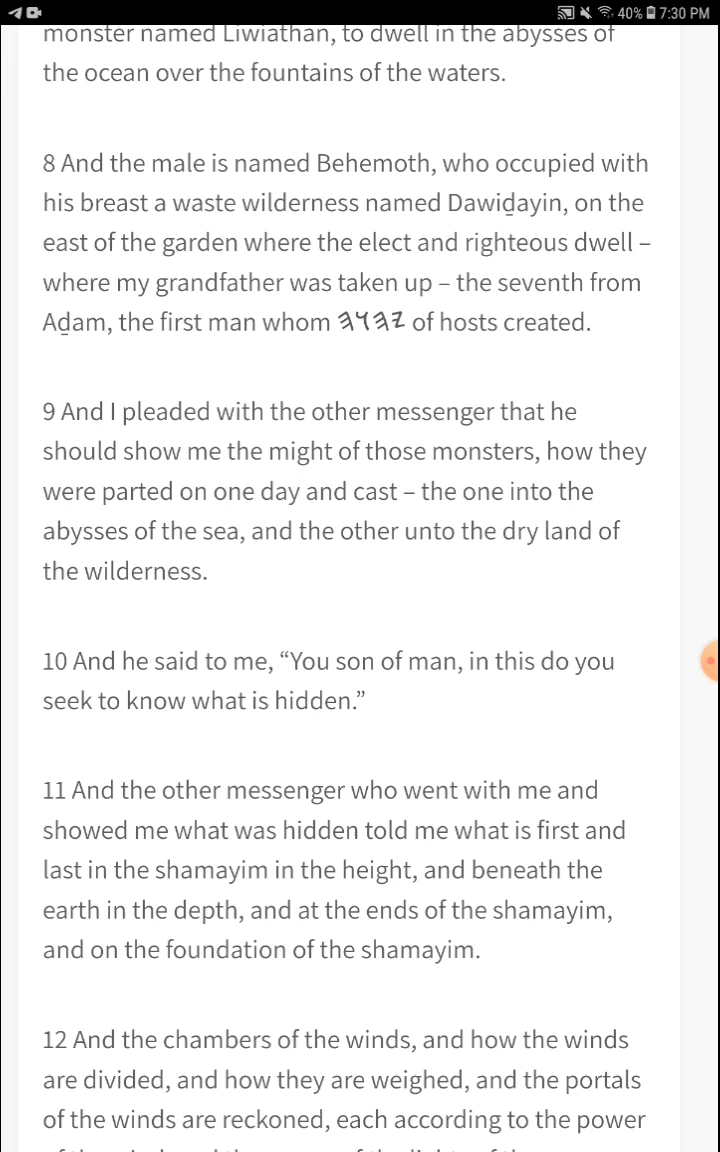 40% 7:30 PM
monster named Liwiathan, to dwell in the abysses of
the ocean over the fountains of the waters.
8 And the male is named Behemoth, who occupied with
his breast a waste wilderness named Dawiḏayin, on the
east of the garden where the elect and righteous dwell –
where my grandfather was taken up – the seventh from
Aḏam, the first man whom 𐤉𐤄𐤅𐤄 of hosts created.
9 And I pleaded with the other messenger that he
should show me the might of those monsters, how they
were parted on one day and cast – the one into the
abysses of the sea, and the other unto the dry land of
the wilderness.
10 And he said to me, “You son of man, in this do you
seek to know what is hidden.”
11 And the other messenger who went with me and
showed me what was hidden told me what is first and
last in the shamayim in the height, and beneath the
earth in the depth, and at the ends of the shamayim,
and on the foundation of the shamayim.
12 And the chambers of the winds, and how the winds
are divided, and how they are weighed, and the portals
of the winds are reckoned, each according to the power